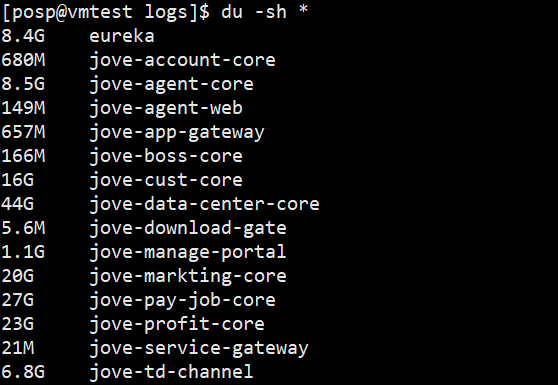 [posp@vmtest logs]$ du -sh *
8.4G    eureka
680M    jove-account-core
8.5G    jove-agent-core
149M    jove-agent-web
657M    jove-app-gateway
166M    jove-boss-core
16G     jove-cust-core
44G     jove-data-center-core
5.6M    jove-download-gate
1.1G    jove-manage-portal
20G     jove-markting-core
27G     jove-pay-job-core
23G     jove-profit-core
21M     jove-service-gateway
6.8G    jove-td-channel